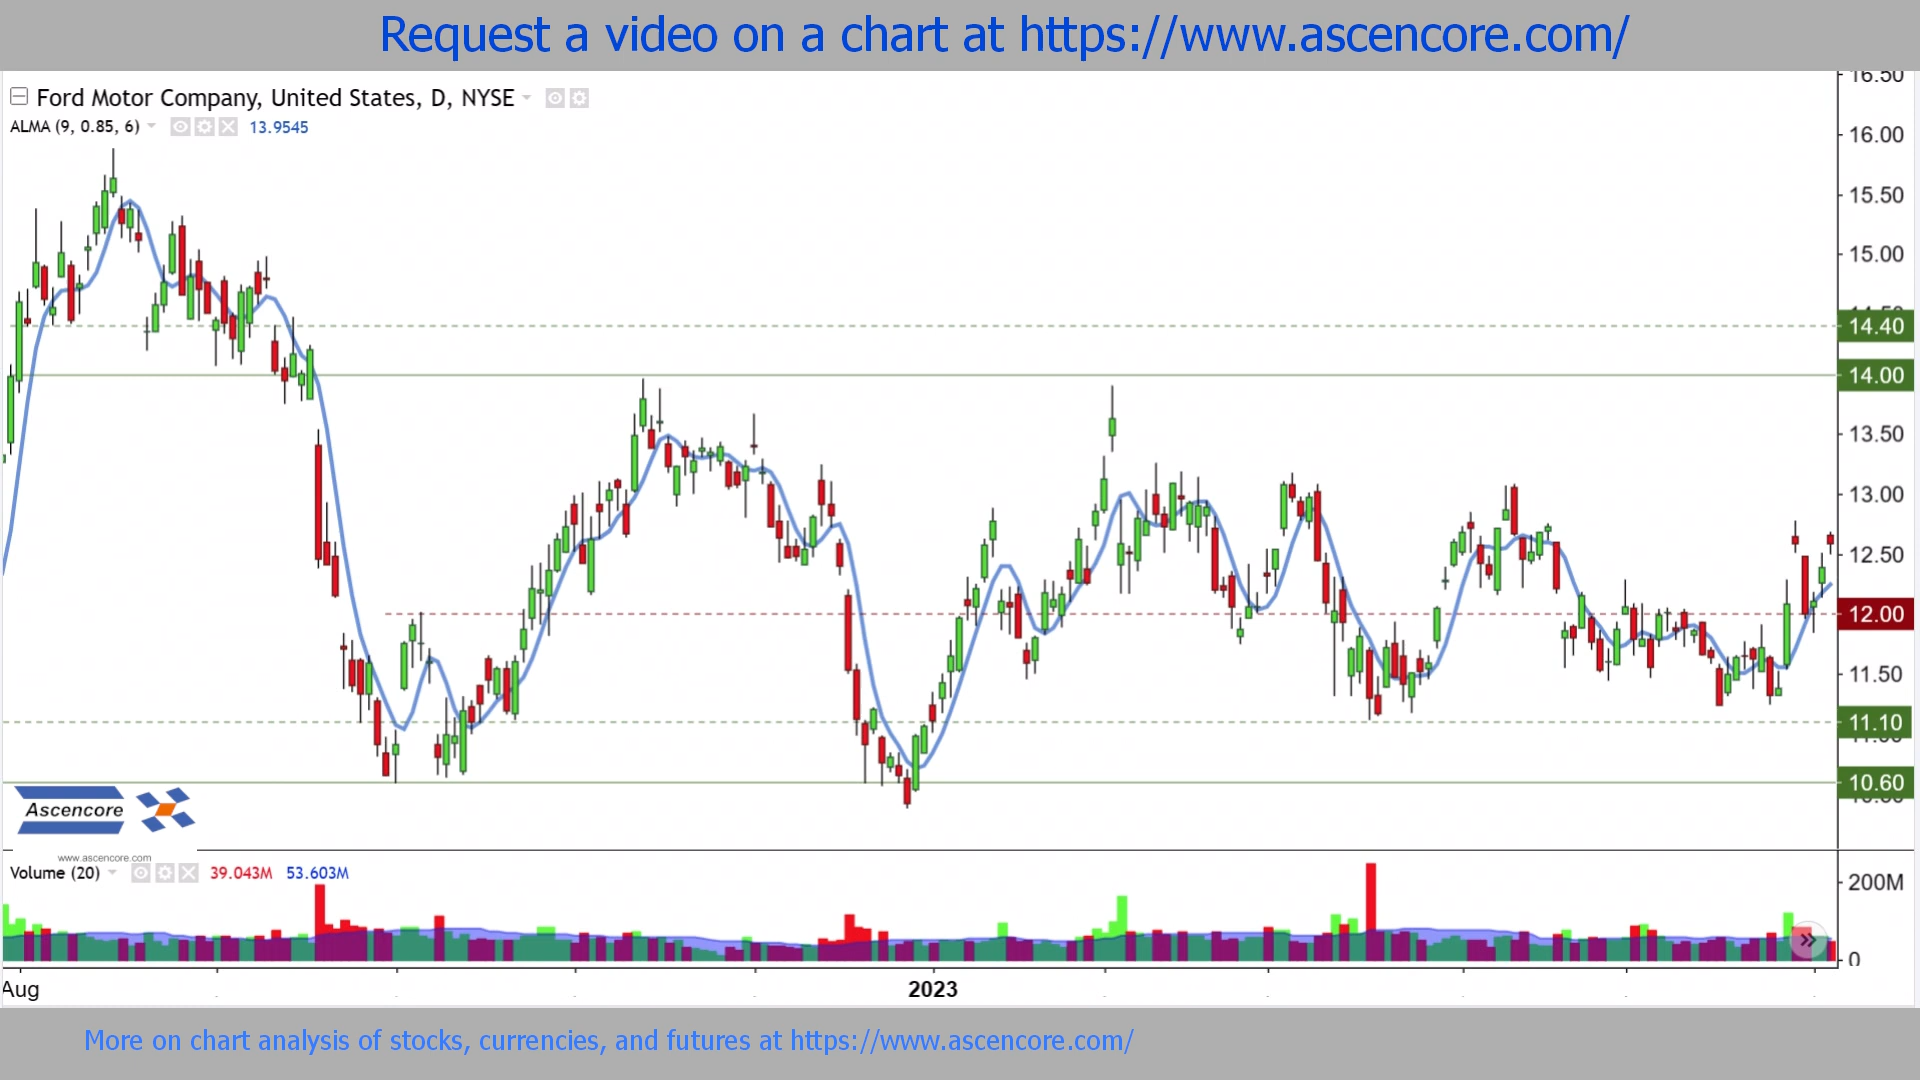 Request a video on a chart at https://www.ascencore.com/
Ford Motor Company, United States, D, NYSE
ALMA (9, 0.85, 6) 13.9545
16.50
16.00
15.50
15.00
14.40
14.00
13.50
13.00
12.50
12.00
11.50
11.10
10.60
Ascencore
www.ascencore.com
Volume (20) 39.043M 53.603M
200M
0
Aug 2023
More on chart analysis of stocks, currencies, and futures at https://www.ascencore.com/